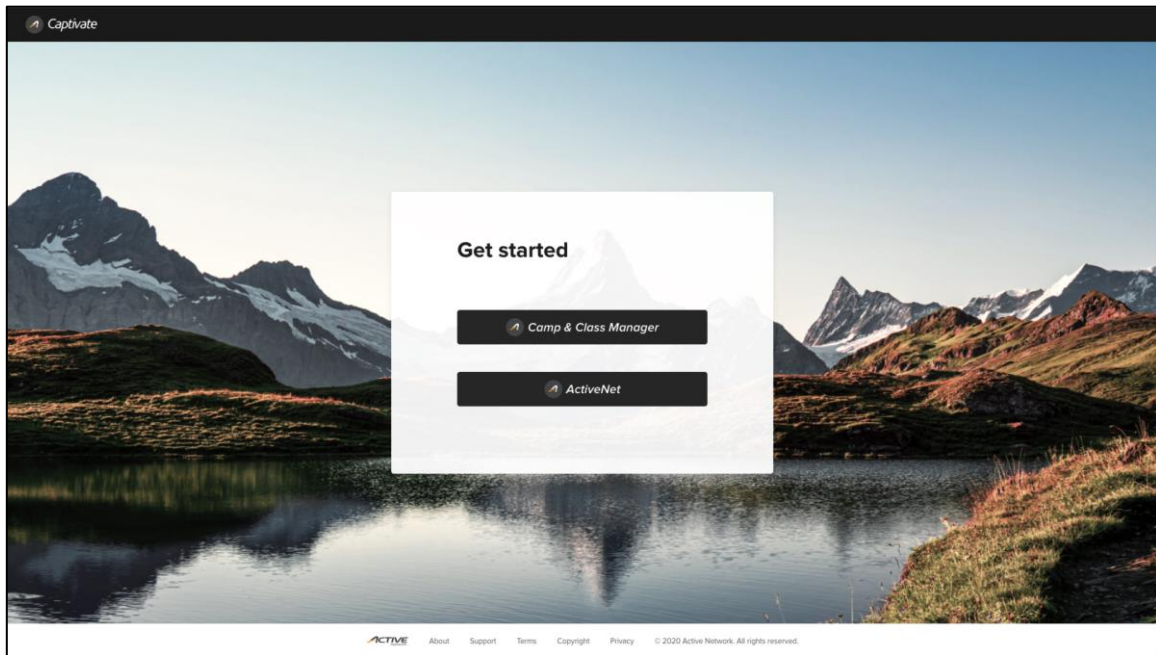 Captivate
Get started
Camp & Class Manager
ActiveNet
ACTIVE About Support Terms Copyright Privacy © 2020 Active Network. All rights reserved.